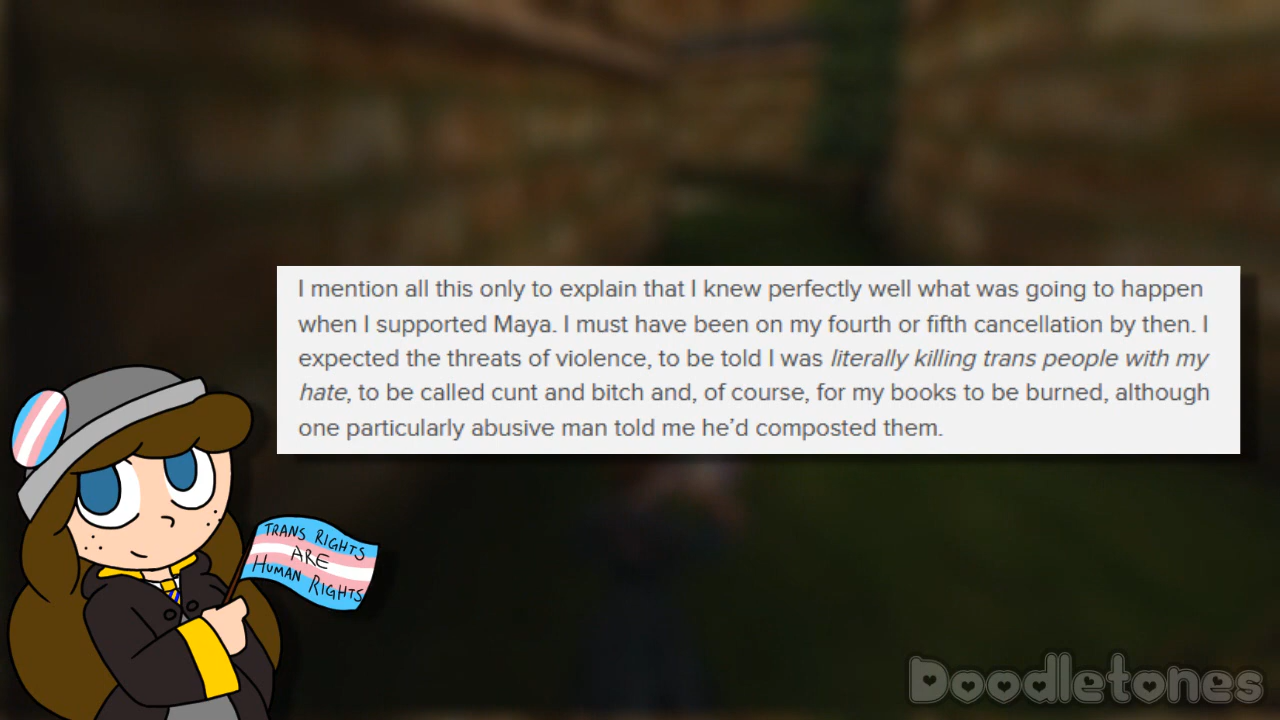 I mention all this only to explain that I knew perfectly well what was going to happen
when I supported Maya. I must have been on my fourth or fifth cancellation by then. I
expected the threats of violence, to be told I was literally killing trans people with my
hate, to be called cunt and bitch and, of course, for my books to be burned, although
one particularly abusive man told me he’d composted them.
TRANS RIGHTS
ARE
HUMAN RIGHTS
Doodletones